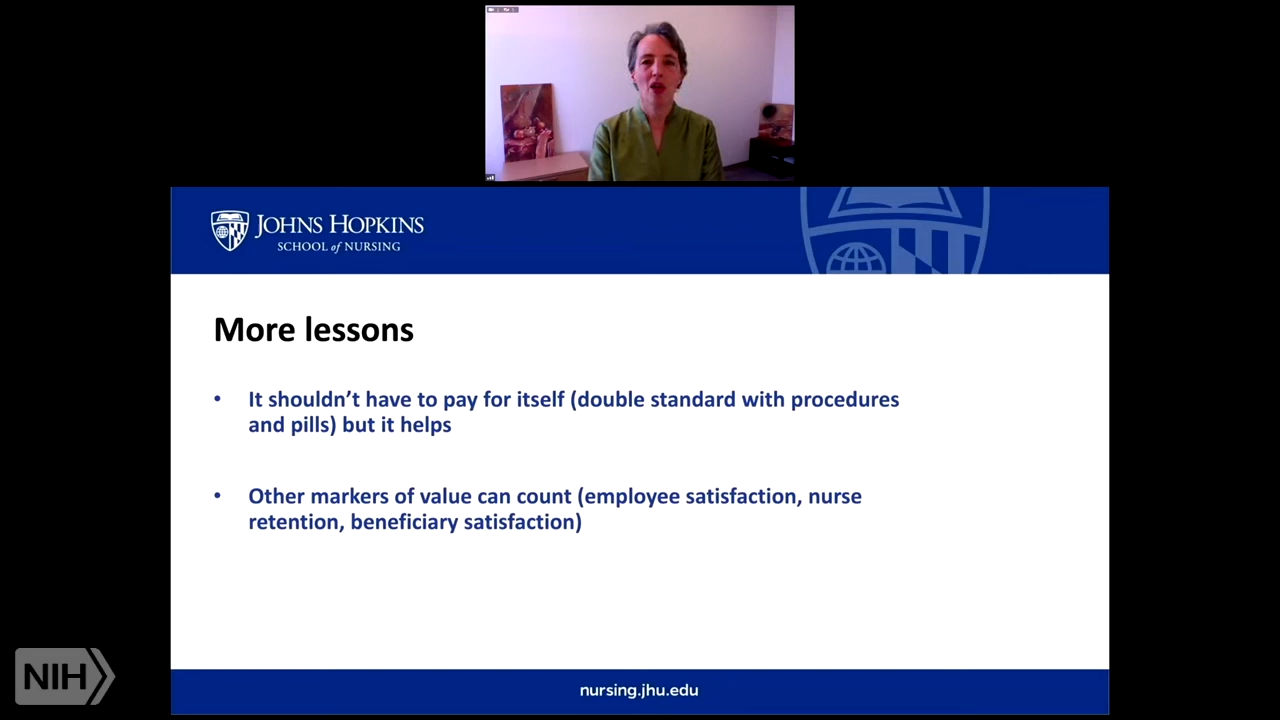 JOHNS HOPKINS
SCHOOL of NURSING
More lessons
• It shouldn't have to pay for itself (double standard with procedures
and pills) but it helps
• Other markers of value can count (employee satisfaction, nurse
retention, beneficiary satisfaction)
NIH
nursing.jhu.edu